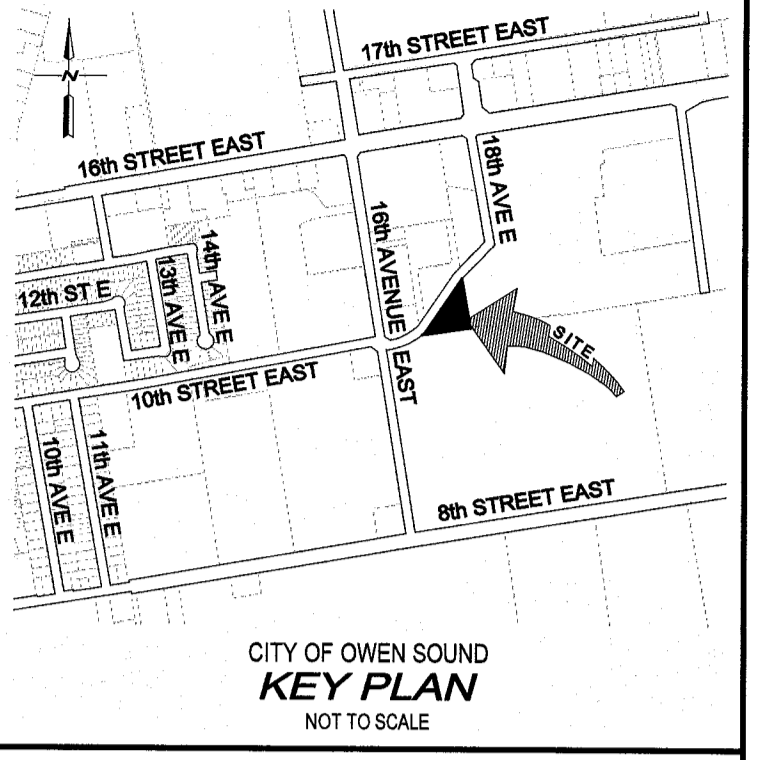 17th STREET EAST
N
16th STREET EAST
18th AVE E
16th AVENUE EAST
14th AVE E
13th AVE E
12th ST E
SITE
10th STREET EAST
11th AVE E
10th AVE E
8th STREET EAST
CITY OF OWEN SOUND
KEY PLAN
NOT TO SCALE